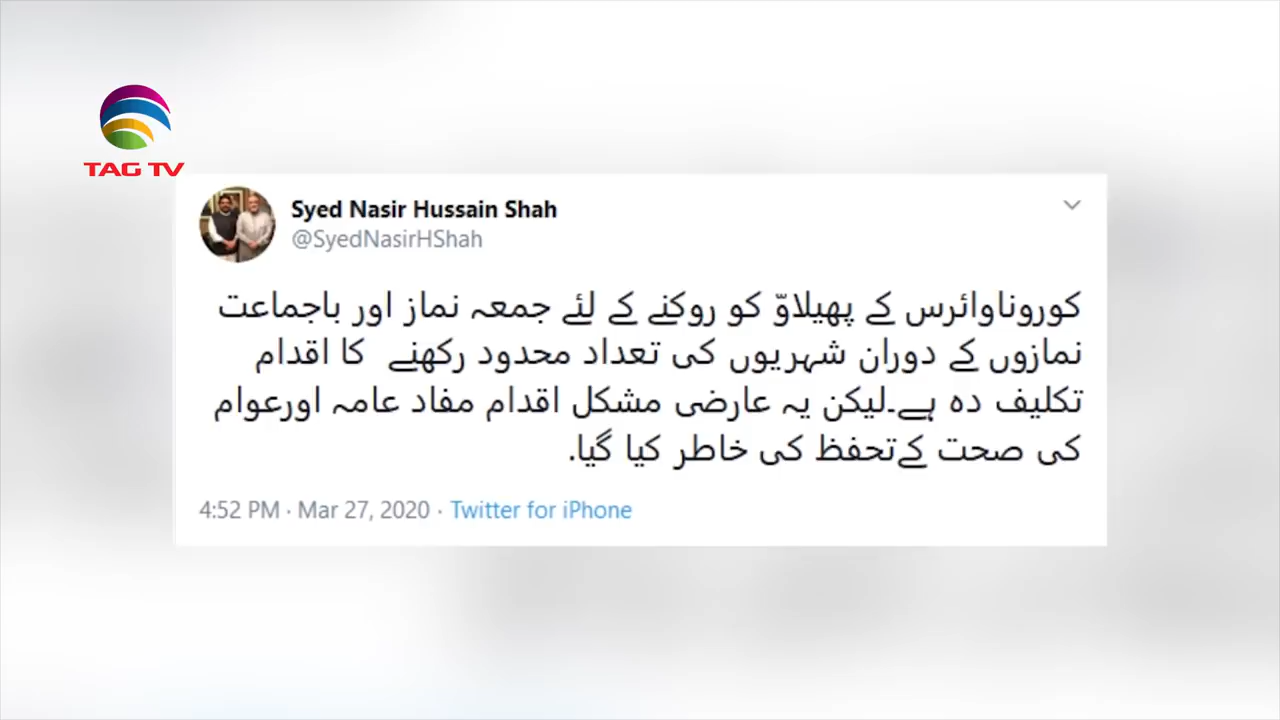 TAG TV
Syed Nasir Hussain Shah
@SyedNasirHShah
کوروناوائرس کے پھیلاوّ کو روکنے کے لئے جمعہ نماز اور باجماعت
نمازوں کے دوران شہریوں کی تعداد محدود رکھنے کا اقدام
تکلیف دہ ہے۔لیکن یہ عارضی مشکل اقدام مفاد عامہ اورعوام
کی صحت کےتحفظ کی خاطر کیا گیا.
4:52 PM · Mar 27, 2020 · Twitter for iPhone